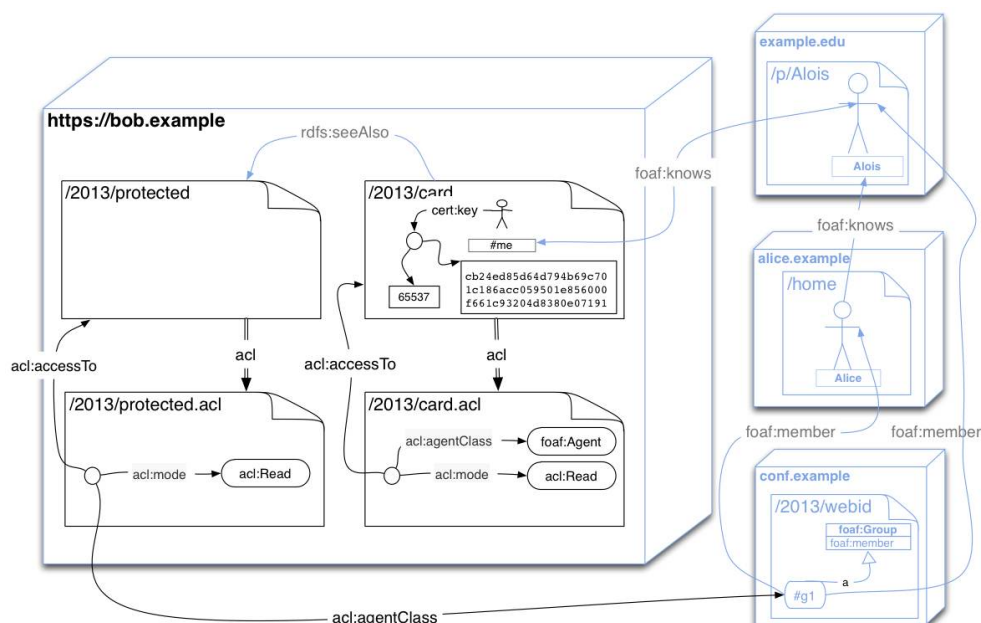 https://bob.example
rdfs:seeAlso
/2013/protected
/2013/card
cert:key
#me
65537
cb24ed85d64d794b69c70
1c186acc059501e856000
f661c93204d8380e07191
acl:accessTo
acl
acl:accessTo
acl
/2013/protected.acl
acl:mode
acl:Read
/2013/card.acl
acl:agentClass
foaf:Agent
acl:mode
acl:Read
acl:agentClass
foaf:knows
example.edu
/p/Alois
Alois
foaf:knows
alice.example
/home
Alice
foaf:member
foaf:member
conf.example
/2013/webid
foaf:Group
foaf:member
a
#g1